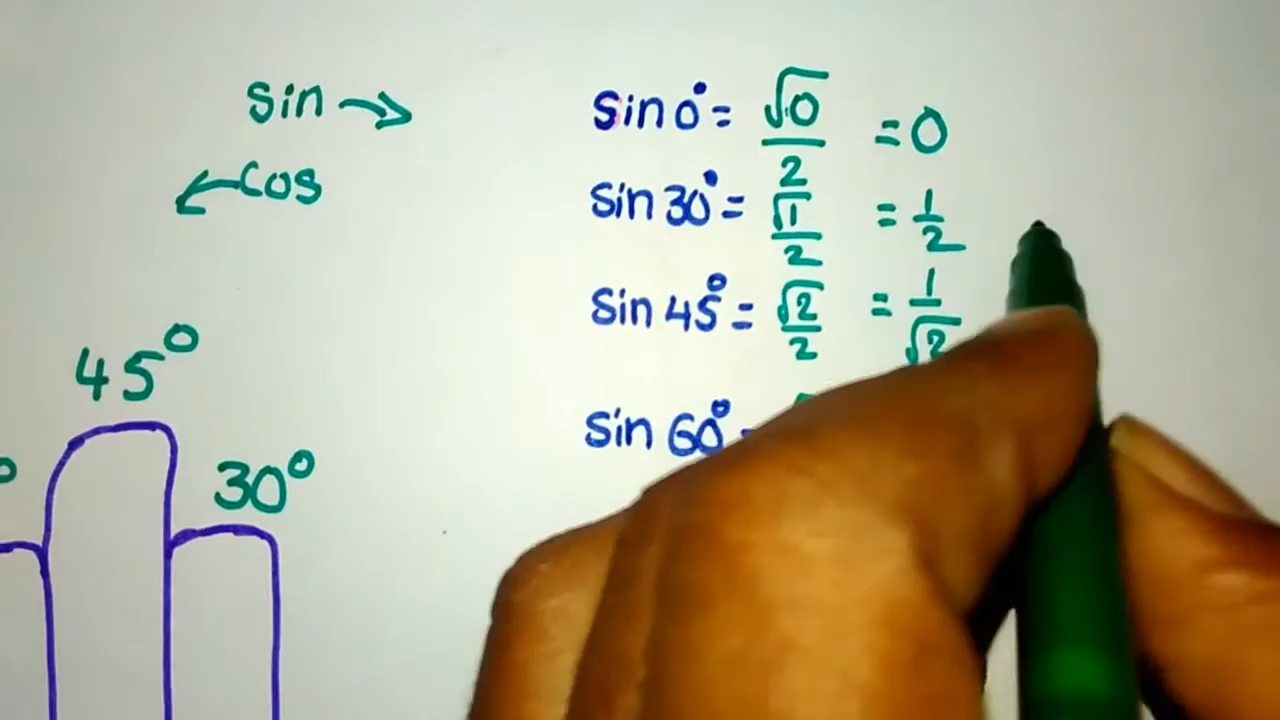 sin →
← cos
45°
30°
sin 0° = √0/2 = 0
sin 30° = √1/2 = 1/2
sin 45° = √2/2 = 1/√2
sin 60° =